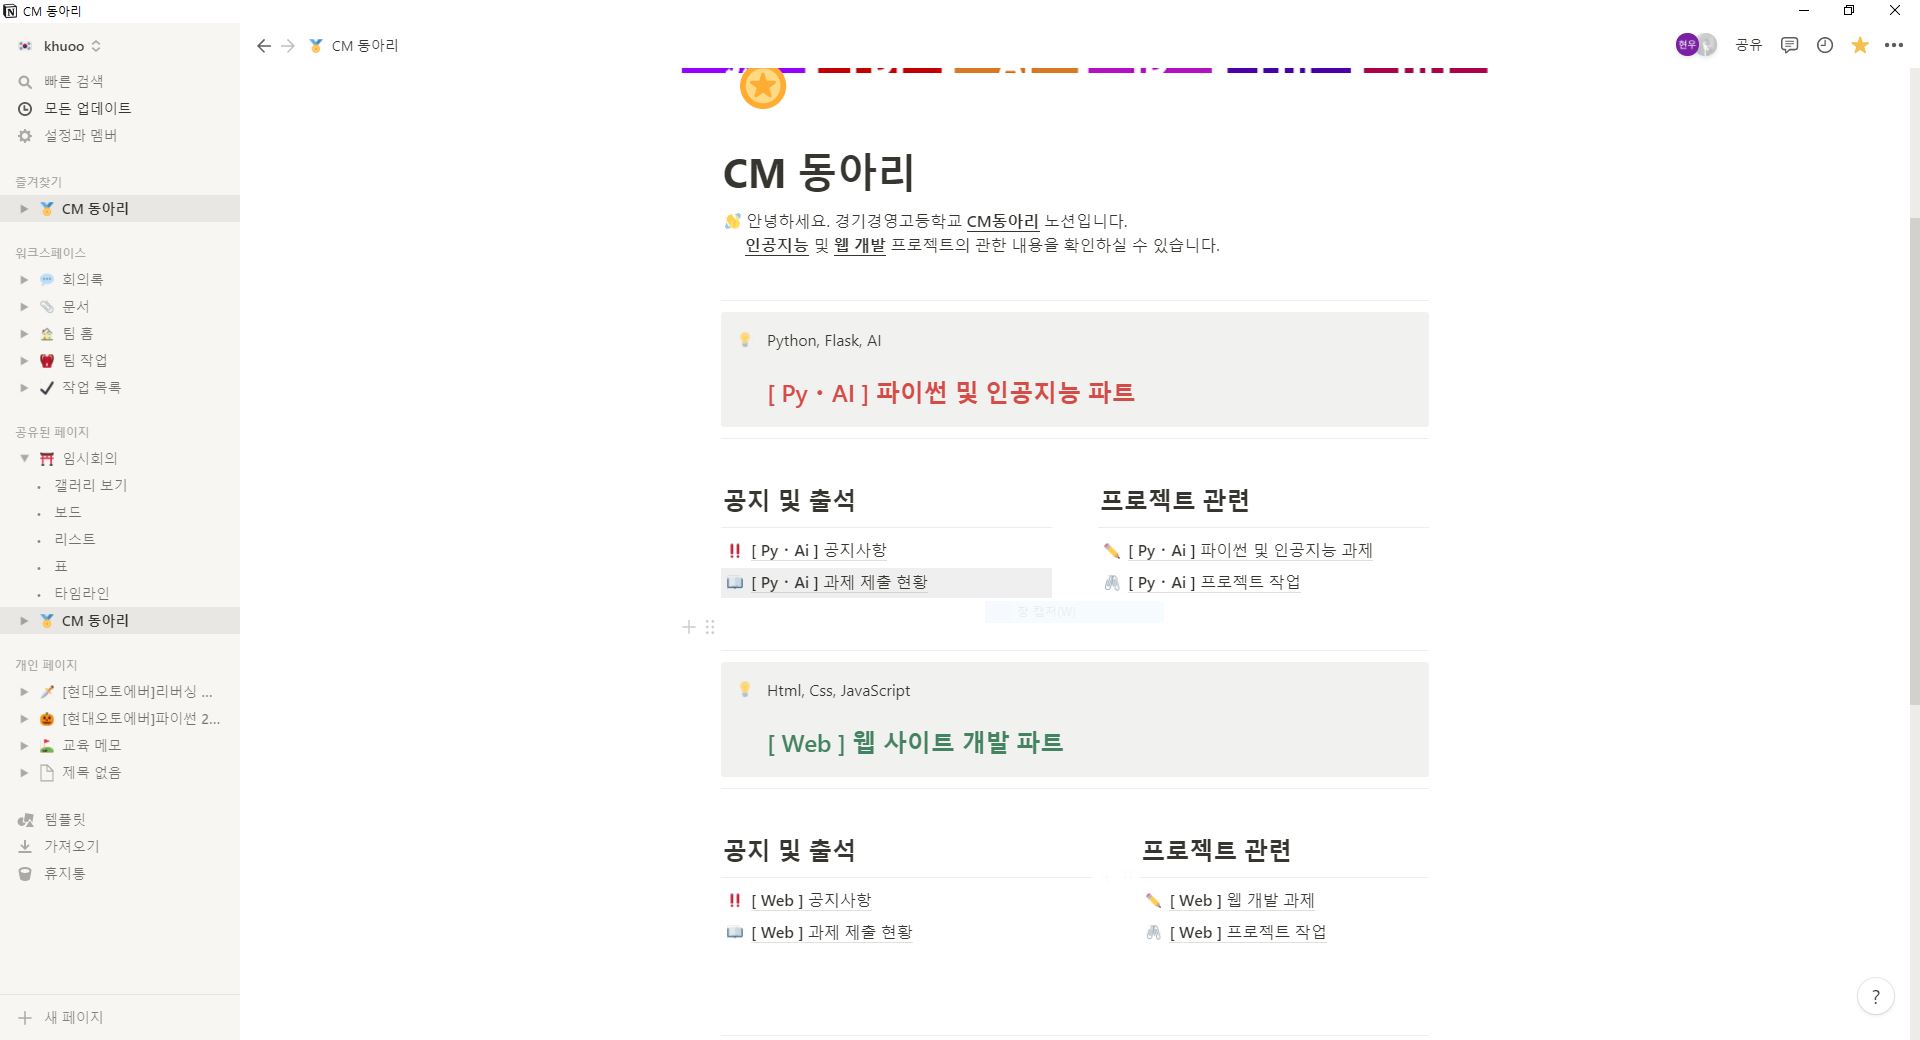 CM 동아리
khuoo
빠른 검색
모든 업데이트
설정과 멤버
즐겨찾기
CM 동아리
워크스페이스
회의록
문서
팀 홈
팀 작업
작업 목록
공유된 페이지
임시회의
갤러리 보기
보드
리스트
표
타임라인
CM 동아리
개인 페이지
[현대오토에버]리버싱 ...
[현대오토에버]파이썬 2...
교육 메모
제목 없음
템플릿
가져오기
휴지통
새 페이지
CM 동아리
현우
공유
CM 동아리
안녕하세요. 경기경영고등학교 CM동아리 노션입니다.
인공지능 및 웹 개발 프로젝트의 관한 내용을 확인하실 수 있습니다.
Python, Flask, AI
[ Py・AI ] 파이썬 및 인공지능 파트
공지 및 출석
[ Py・Ai ] 공지사항
[ Py・Ai ] 과제 제출 현황
프로젝트 관련
[ Py・Ai ] 파이썬 및 인공지능 과제
[ Py・Ai ] 프로젝트 작업
창 캡처(W)
Html, Css, JavaScript
[ Web ] 웹 사이트 개발 파트
공지 및 출석
[ Web ] 공지사항
[ Web ] 과제 제출 현황
프로젝트 관련
[ Web ] 웹 개발 과제
[ Web ] 프로젝트 작업
?